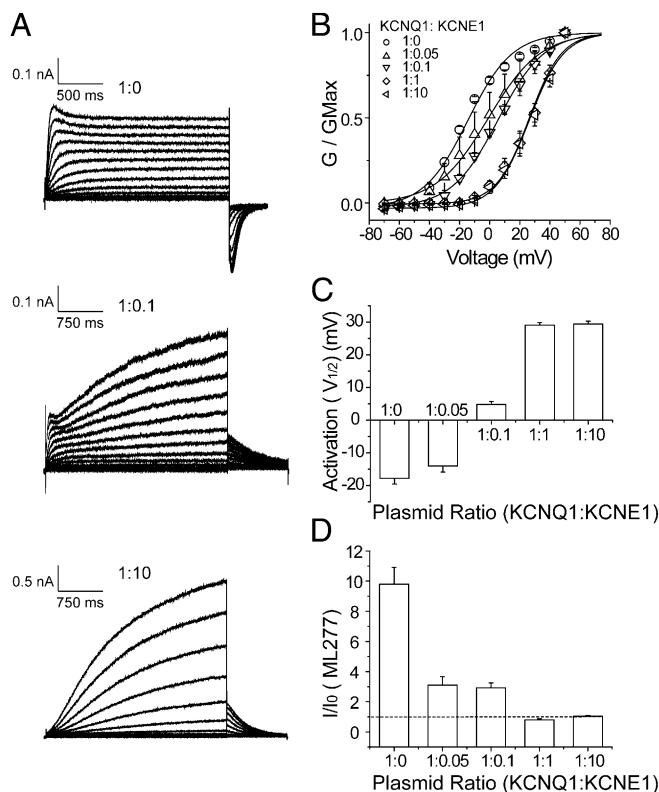 A
0.1 nA
500 ms
1:0
0.1 nA
750 ms
1:0.1
0.5 nA
750 ms
1:10
B
KCNQ1: KCNE1
1:0
1:0.05
1:0.1
1:1
1:10
G / GMax
1.0
0.5
0.0
-80 -60 -40 -20 0 20 40 60 80
Voltage (mV)
C
Activation ( V1/2) (mV)
30
20
10
0
-10
-20
1:0
1:0.05
1:0.1
1:1
1:10
Plasmid Ratio (KCNQ1:KCNE1)
D
I/I0 ( ML277)
12
10
8
6
4
2
0
1:0 1:0.05 1:0.1 1:1 1:10
Plasmid Ratio (KCNQ1:KCNE1)